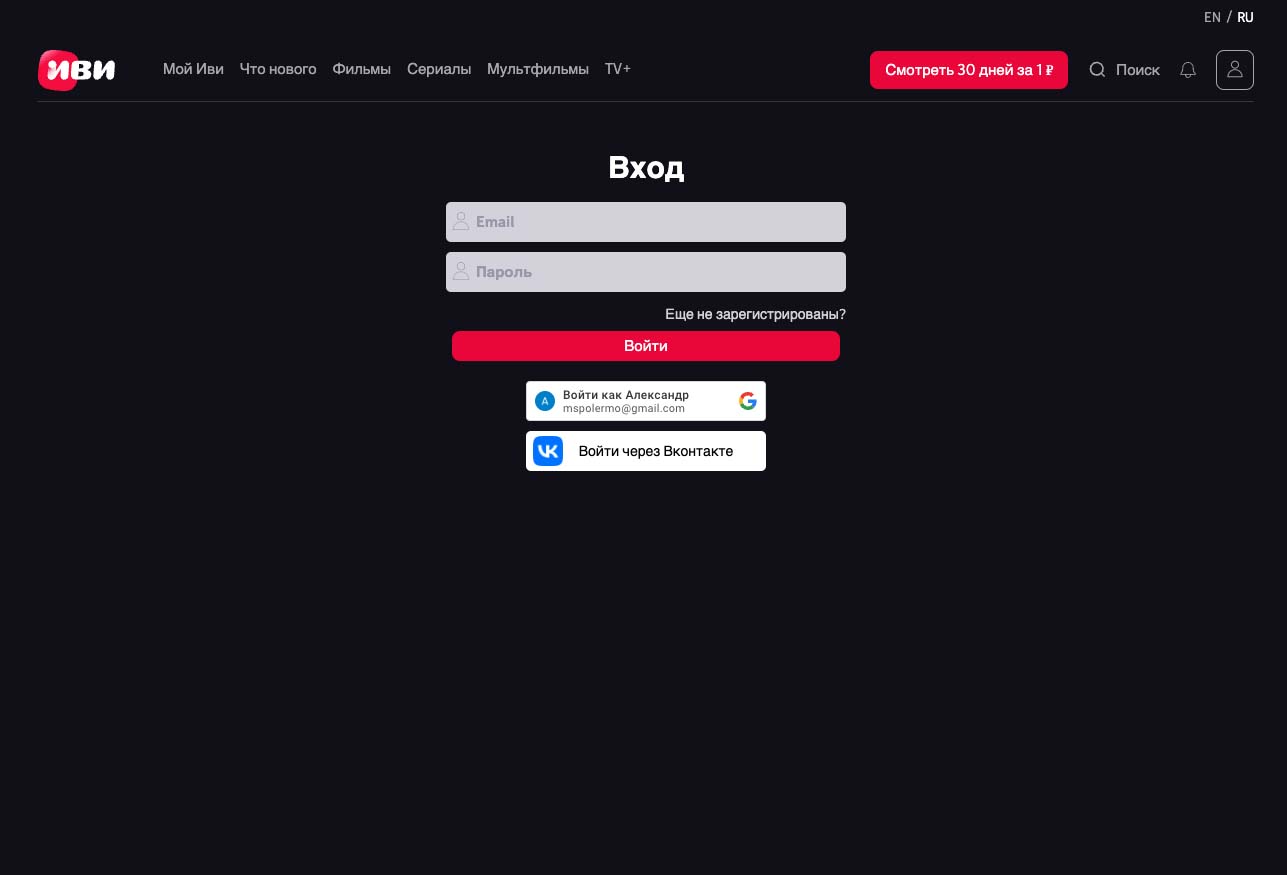 EN / RU
иви
Мой Иви Что нового Фильмы Сериалы Мультфильмы TV+ Смотреть 30 дней за 1 ₽ Поиск
Вход
Email
Пароль
Еще не зарегистрированы?
Войти
A Войти как Александр
mspolermo@gmail.com
Войти через Вконтакте